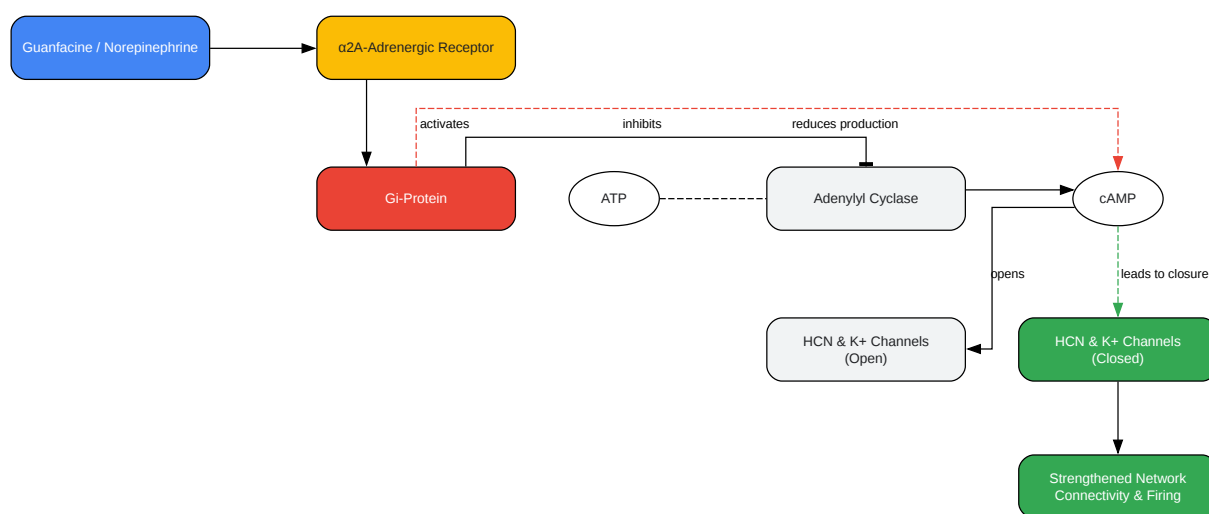 Guanfacine / Norepinephrine
α2A-Adrenergic Receptor
activates
inhibits
reduces production
Gi-Protein
ATP
Adenylyl Cyclase
cAMP
opens
leads to closure
HCN & K+ Channels
(Open)
HCN & K+ Channels
(Closed)
Strengthened Network
Connectivity & Firing